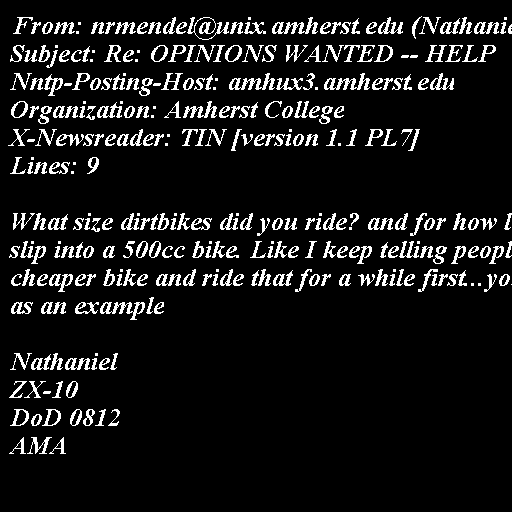 From: nrmendel@unix.amherst.edu (Nathanie
Subject: Re: OPINIONS WANTED -- HELP
Nntp-Posting-Host: amhux3.amherst.edu
Organization: Amherst College
X-Newsreader: TIN [version 1.1 PL7]
Lines: 9

What size dirtbikes did you ride? and for how l
slip into a 500cc bike. Like I keep telling peopl
cheaper bike and ride that for a while first...yo
as an example

Nathaniel
ZX-10
DoD 0812
AMA